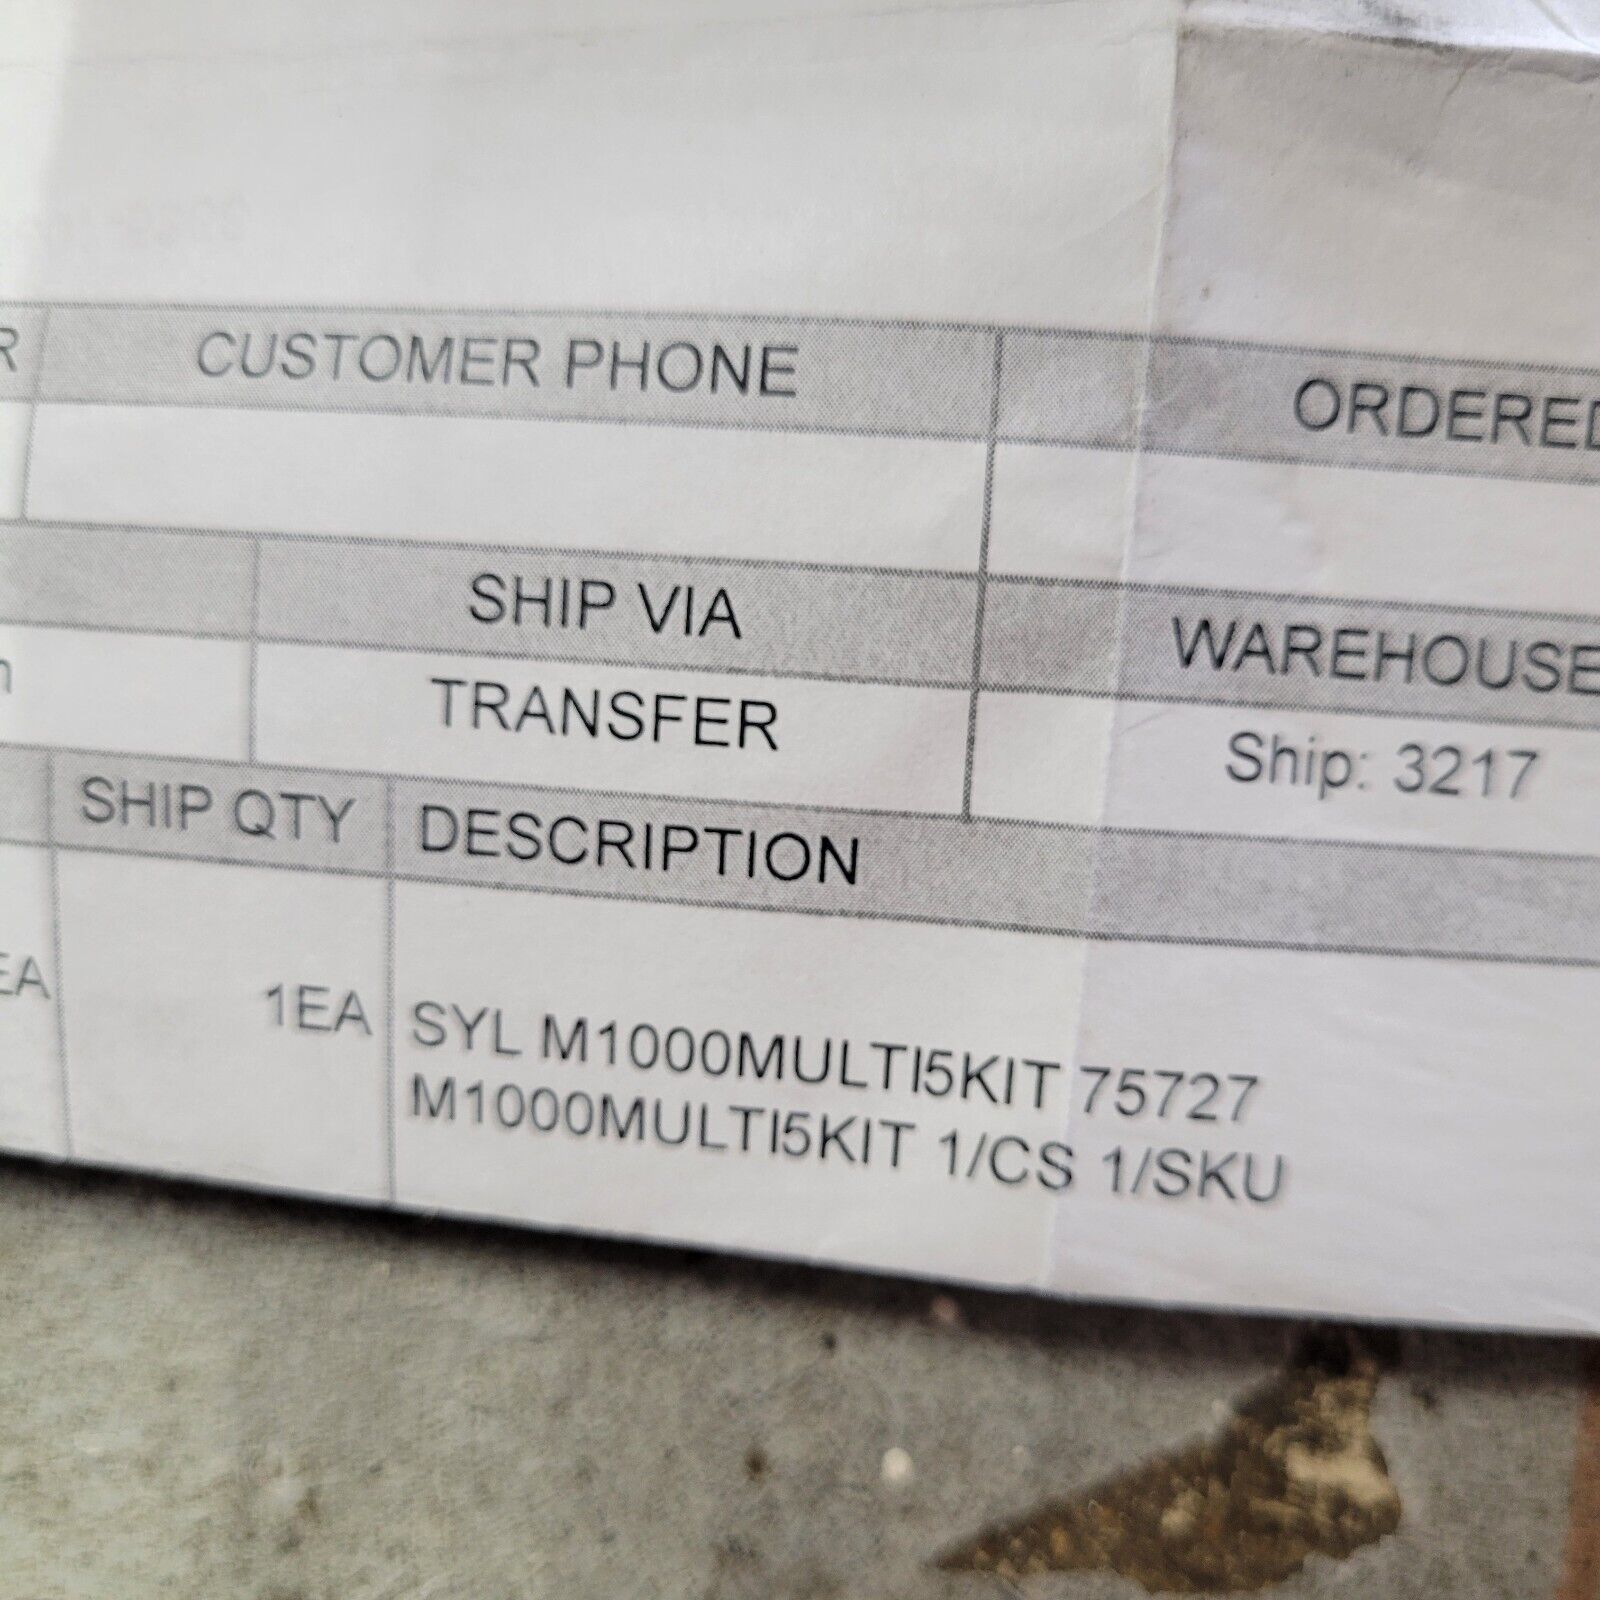 R CUSTOMER PHONE ORDERED
SHIP VIA WAREHOUSE
TRANSFER Ship: 3217
SHIP QTY DESCRIPTION
EA 1EA SYL M1000MULTI5KIT 75727
M1000MULTI5KIT 1/CS 1/SKU